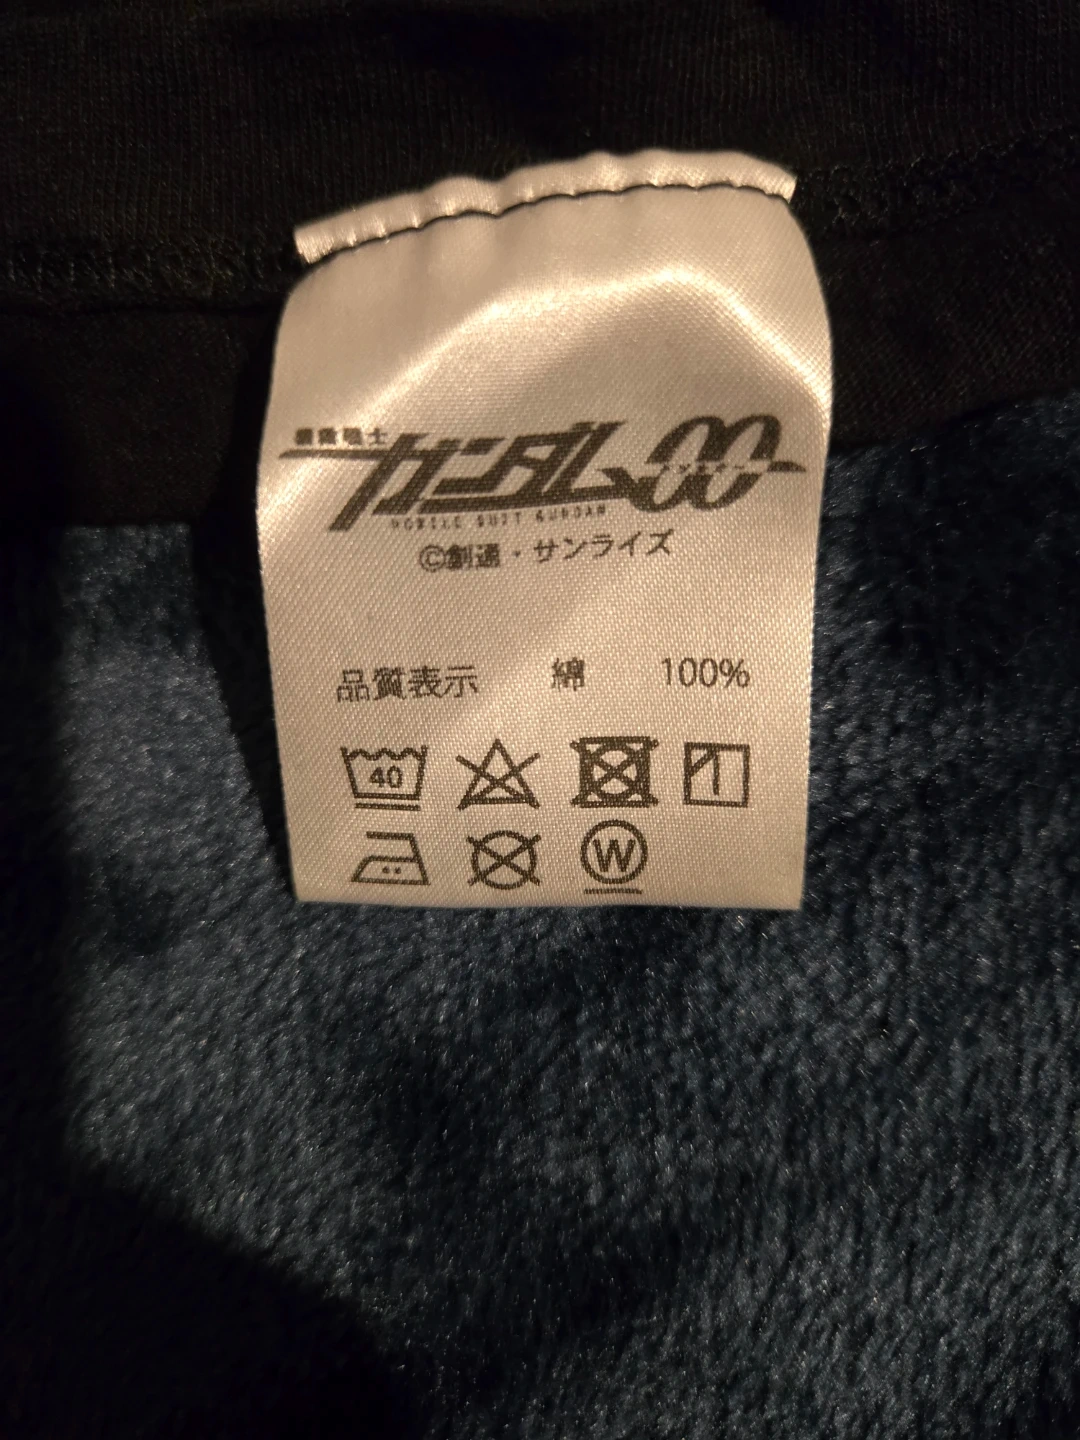 機動戦士
ガンダム00
MOBILE SUIT GUNDAM
©創通・サンライズ
品質表示 綿 100%
40
W